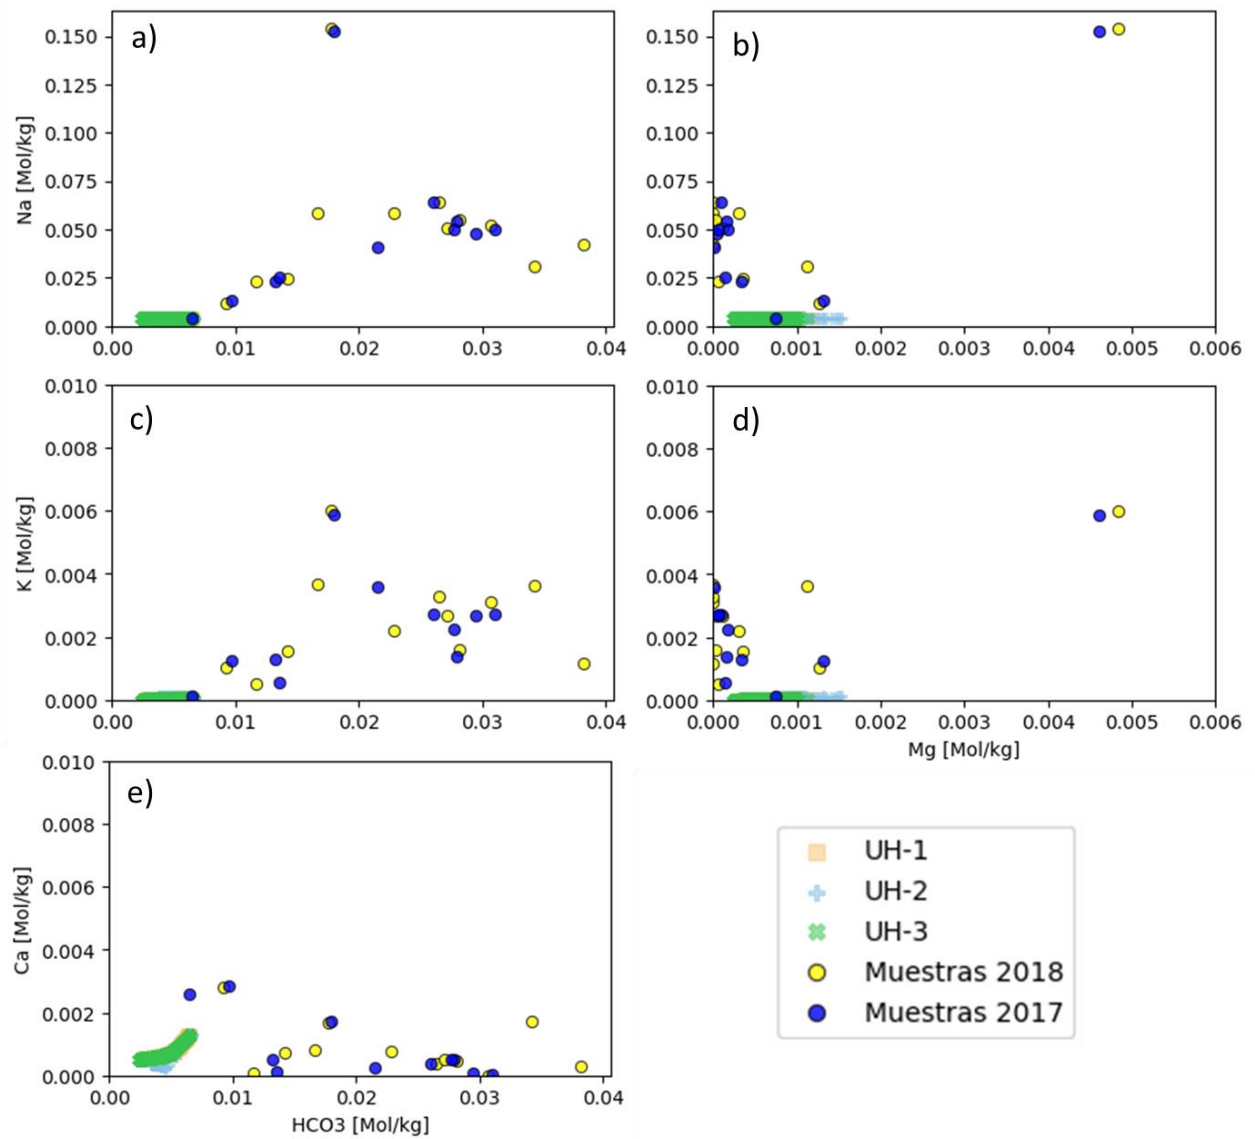 a)
b)
Na [Mol/kg]
0.150
0.125
0.100
0.075
0.050
0.025
0.000
0.00 0.01 0.02 0.03 0.04
0.150
0.125
0.100
0.075
0.050
0.025
0.000
0.000 0.001 0.002 0.003 0.004 0.005 0.006
c)
d)
K [Mol/kg]
0.010
0.008
0.006
0.004
0.002
0.000
0.00 0.01 0.02 0.03 0.04
0.010
0.008
0.006
0.004
0.002
0.000
0.000 0.001 0.002 0.003 0.004 0.005 0.006
Mg [Mol/kg]
e)
Ca [Mol/kg]
0.010
0.008
0.006
0.004
0.002
0.000
0.00 0.01 0.02 0.03 0.04
HCO3 [Mol/kg]
UH-1
UH-2
UH-3
Muestras 2018
Muestras 2017